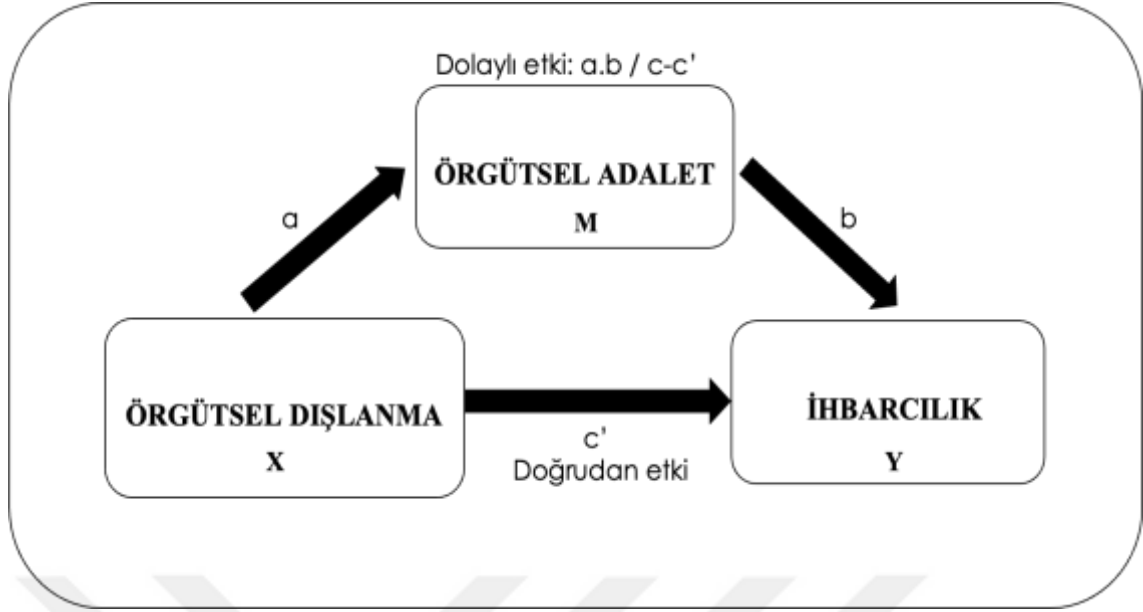 Dolaylı etki: a.b / c-c’
ÖRGÜTSEL ADALET
M
a
b
ÖRGÜTSEL DIŞLANMA
X
c’
Doğrudan etki
İHBARCILIK
Y